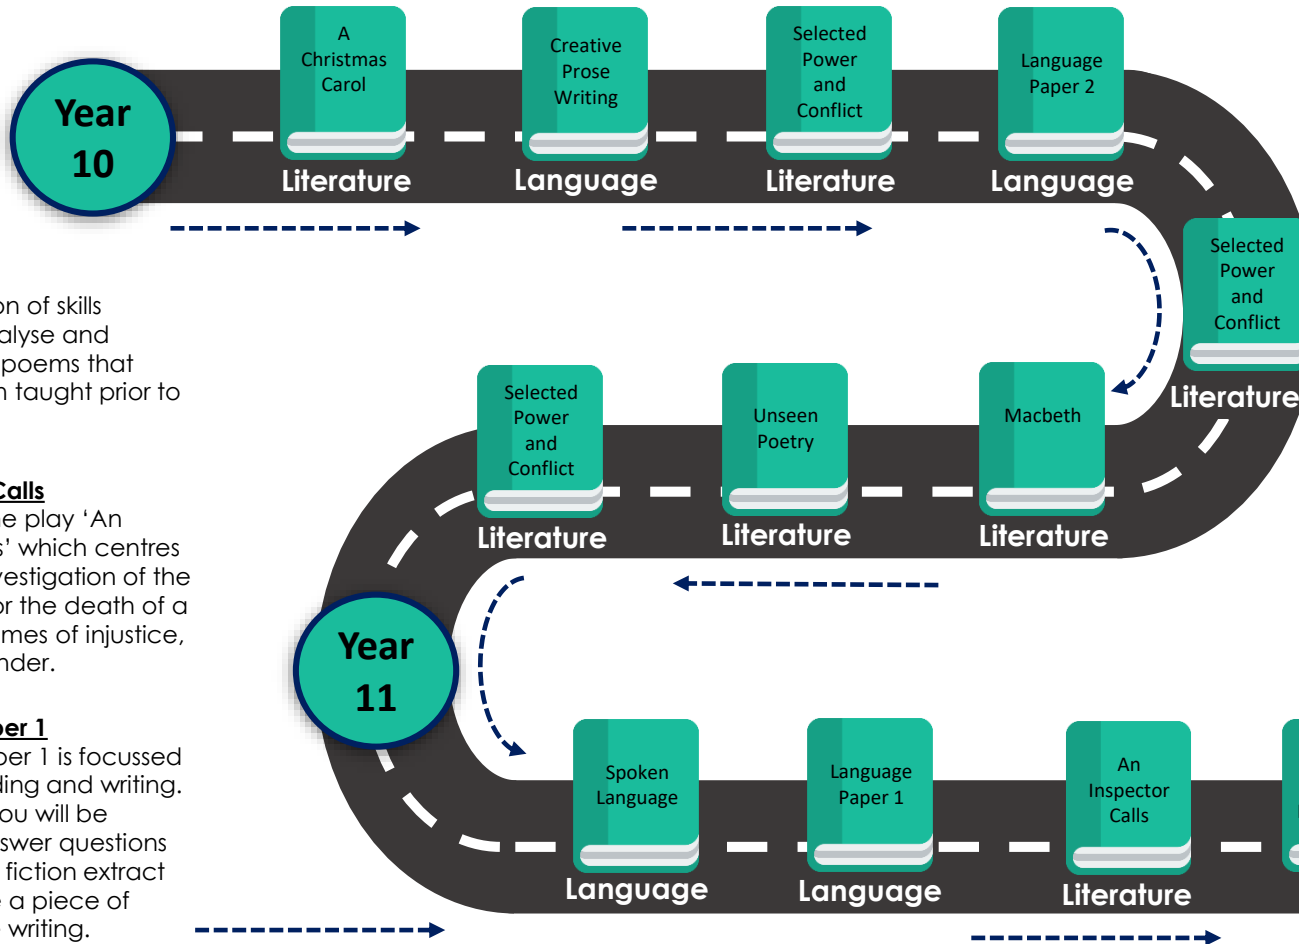 A
Christmas
Carol
Creative
Prose
Writing
Selected
Power
and
Conflict
Language
Paper 2
Year
10
Literature
Language
Literature
Language
Selected
Power
and
Conflict
Literature
on of skills
alyse and
poems that
n taught prior to
Selected
Power
and
Conflict
Unseen
Poetry
Macbeth
Literature
Literature
Literature
Calls
ne play ‘An
s’ which centres
vestigation of the
or the death of a
mes of injustice,
nder.
Year
11
per 1
per 1 is focussed
ding and writing.
you will be
swer questions
fiction extract
e a piece of
writing.
Spoken
Language
Language
Paper 1
An
Inspector
Calls
Language
Language
Literature